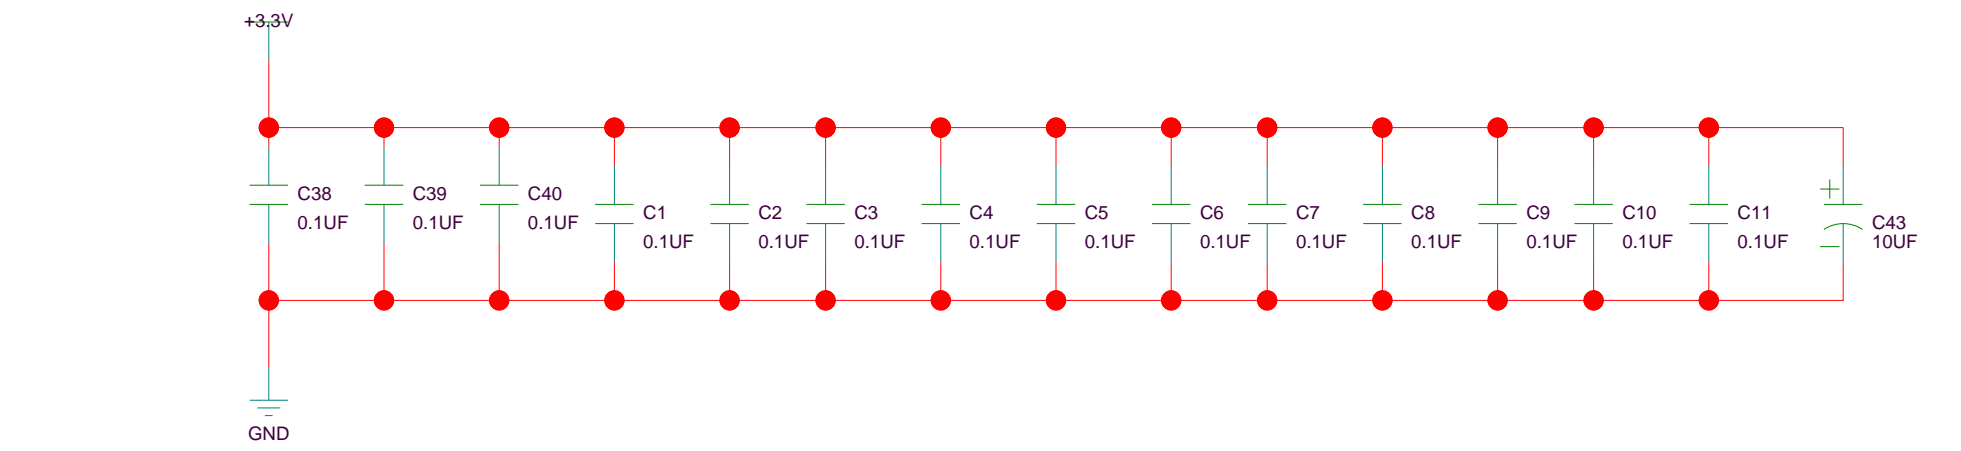 +3.3V
C38
0.1UF
C39
0.1UF
C40
0.1UF
C1
0.1UF
C2
0.1UF
C3
0.1UF
C4
0.1UF
C5
0.1UF
C6
0.1UF
C7
0.1UF
C8
0.1UF
C9
0.1UF
C10
0.1UF
C11
0.1UF
+
C43
10UF
−
GND